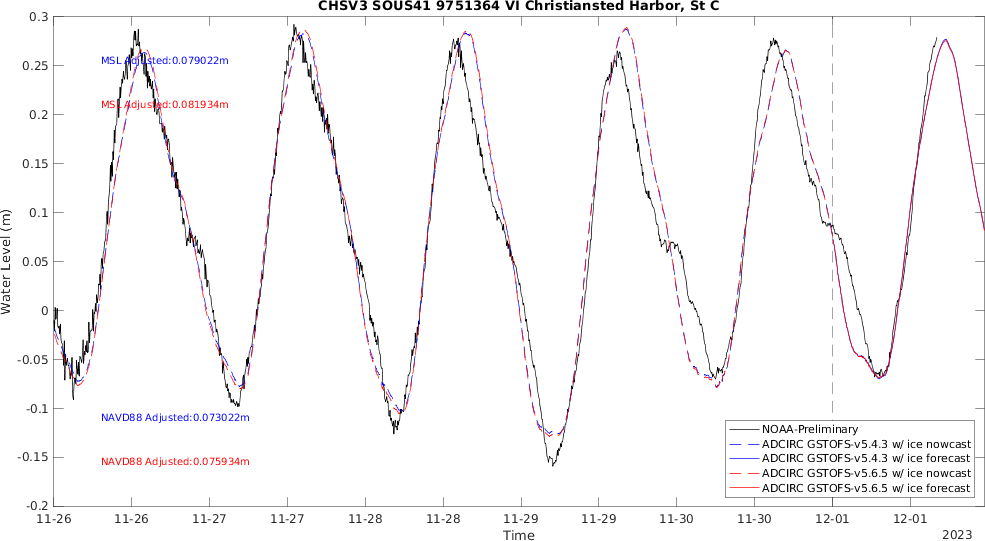 CHSV3 SOUS41 9751364 VI Christiansted Harbor, St C
Water Level (m)
0.3
0.25
0.2
0.15
0.1
0.05
0
-0.05
-0.1
-0.15
-0.2
MSL Adjusted:0.079022m
MSL Adjusted:0.081934m
NAVD88 Adjusted:0.073022m
NAVD88 Adjusted:0.075934m
NOAA-Preliminary
ADCIRC GSTOFS-v5.4.3 w/ ice nowcast
ADCIRC GSTOFS-v5.4.3 w/ ice forecast
ADCIRC GSTOFS-v5.6.5 w/ ice nowcast
ADCIRC GSTOFS-v5.6.5 w/ ice forecast
11-26 11-26 11-27 11-27 11-28 11-28 11-29 11-29 11-30 11-30 12-01 12-01
Time
2023